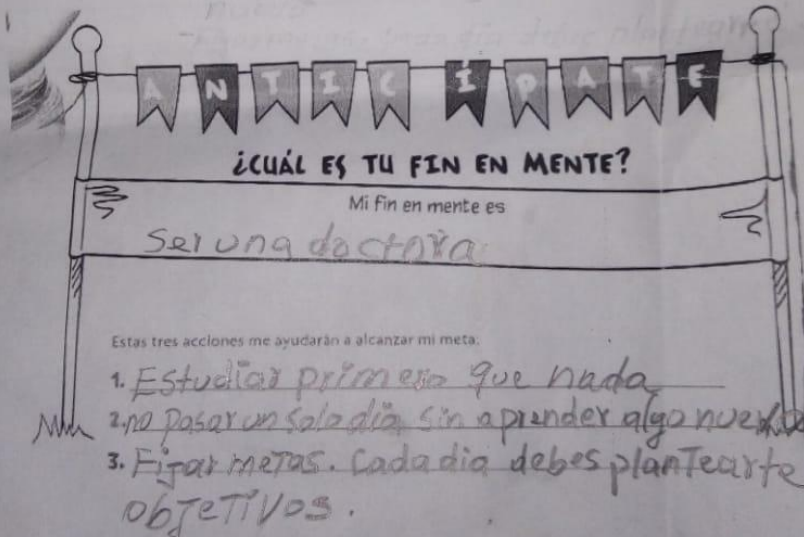 ANTICÍPATE
¿CUÁL ES TU FIN EN MENTE?
Mi fin en mente es
Ser una doctora
Estas tres acciones me ayudarán a alcanzar mi meta.
1. Estudiar primero que nada
2. no pasar un solo dia sin aprender algo nuevo
3. Fijar meTas. Cada dia debes planTearte
objeTiVos.